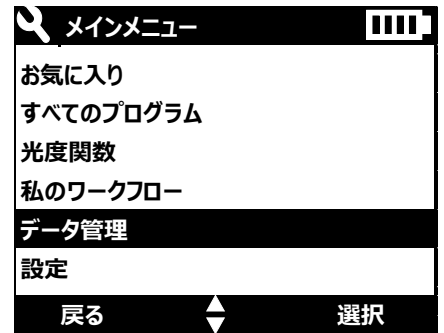 メインメニュー
お気に入り
すべてのプログラム
光度関数
私のワークフロー
データ管理
設定
戻る 選択